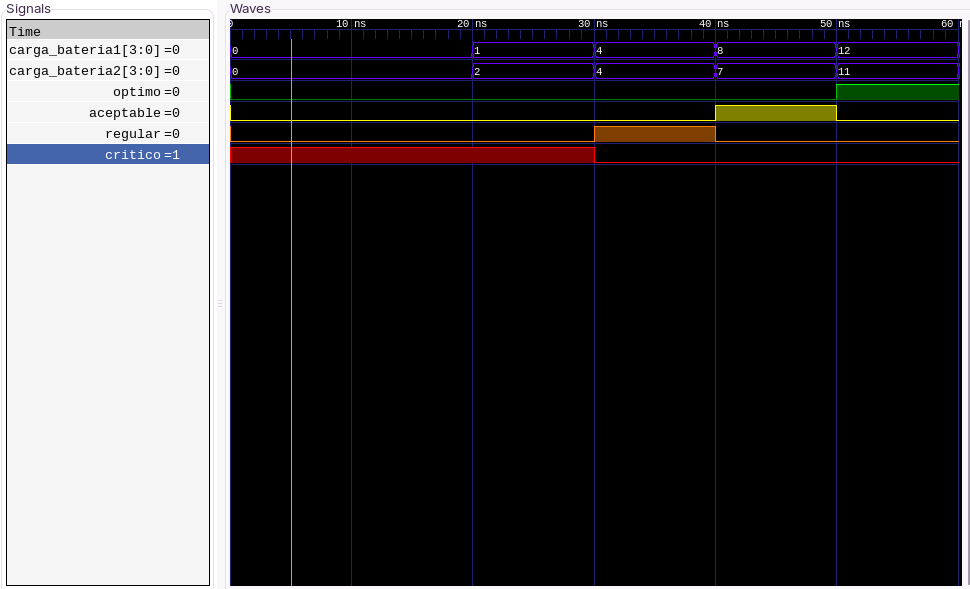 Signals
Waves
Time
0 10 ns 20 ns 30 ns 40 ns 50 ns 60 n
carga_bateria1[3:0] =0
0 1 4 8 12
carga_bateria2[3:0] =0
0 2 4 7 11
optimo =0
aceptable =0
regular =0
critico =1